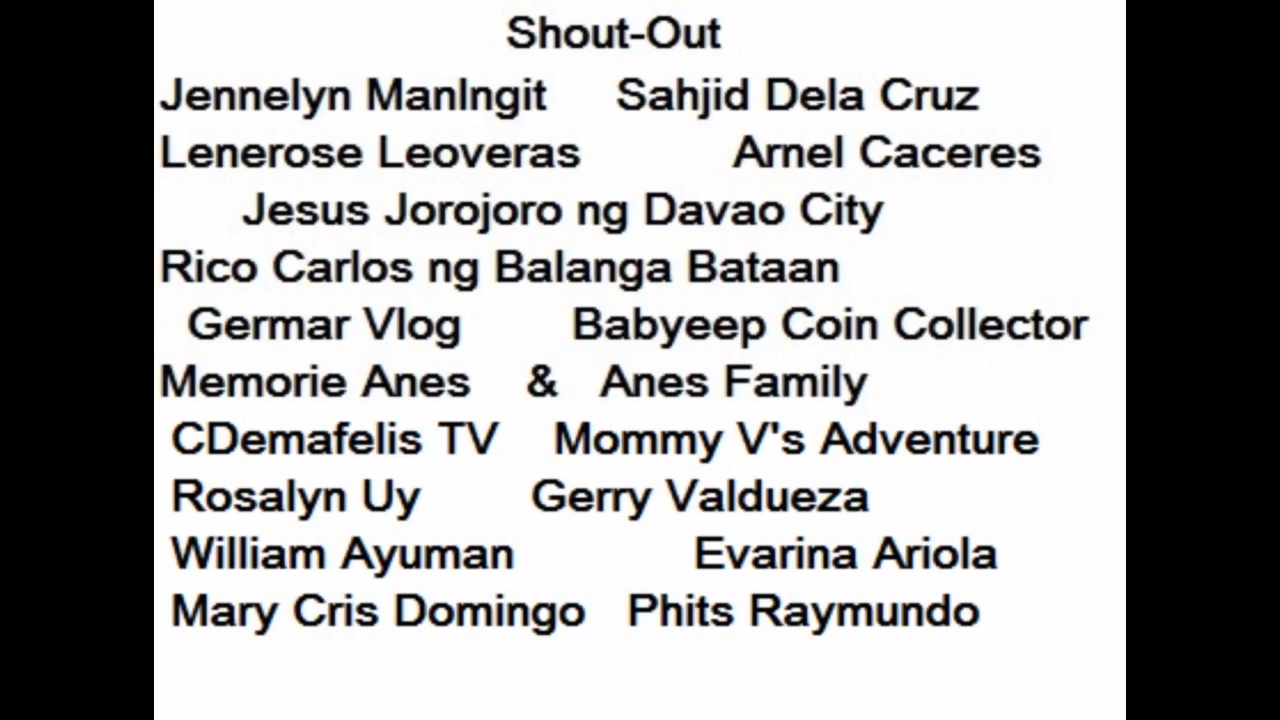 Shout-Out
Jennelyn ManIngit Sahjid Dela Cruz
Lenerose Leoveras Arnel Caceres
Jesus Jorojoro ng Davao City
Rico Carlos ng Balanga Bataan
Germar Vlog Babyeep Coin Collector
Memorie Anes & Anes Family
CDemafelis TV Mommy V's Adventure
Rosalyn Uy Gerry Valdueza
William Ayuman Evarina Ariola
Mary Cris Domingo Phits Raymundo